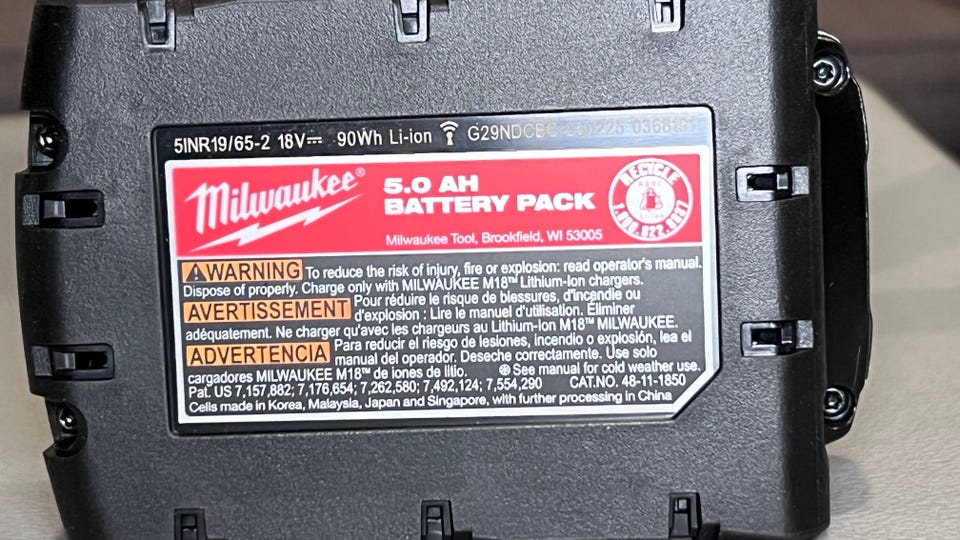 5INR19/65-2 18V⎓ 90Wh Li-ion G29NDCBC
Milwaukee®
5.0 AH
BATTERY PACK
Milwaukee Tool, Brookfield, WI 53005
RECYCLE
1.800.822.8837
⚠WARNING To reduce the risk of injury, fire or explosion: read operator's manual.
Dispose of properly. Charge only with MILWAUKEE M18™ Lithium-Ion chargers.
AVERTISSEMENT Pour réduire le risque de blessures, d'incendie ou
d'explosion : Lire le manuel d'utilisation. Éliminer
adéquatement. Ne charger qu'avec les chargeurs au Lithium-Ion M18™ MILWAUKEE.
ADVERTENCIA Para reducir el riesgo de lesiones, incendio o explosión, lea el
manual del operador. Deseche correctamente. Use solo
cargadores MILWAUKEE M18™ de iones de litio. See manual for cold weather use.
Pat. US 7,157,882; 7,176,654; 7,262,580; 7,492,124; 7,554,290 CAT.NO. 48-11-1850
Cells made in Korea, Malaysia, Japan and Singapore, with further processing in China